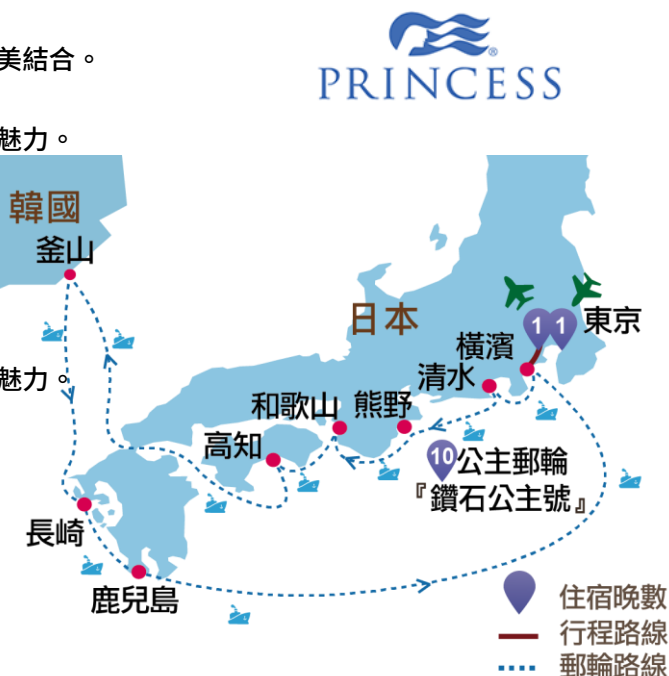 美結合。
PRINCESS®
魅力。
韓國
釜山
日本
1 1 東京
橫濱
清水
和歌山 熊野
高知
魅力。
10 公主郵輪
『鑽石公主號』
長崎
鹿兒島
住宿晚數
行程路線
郵輪路線